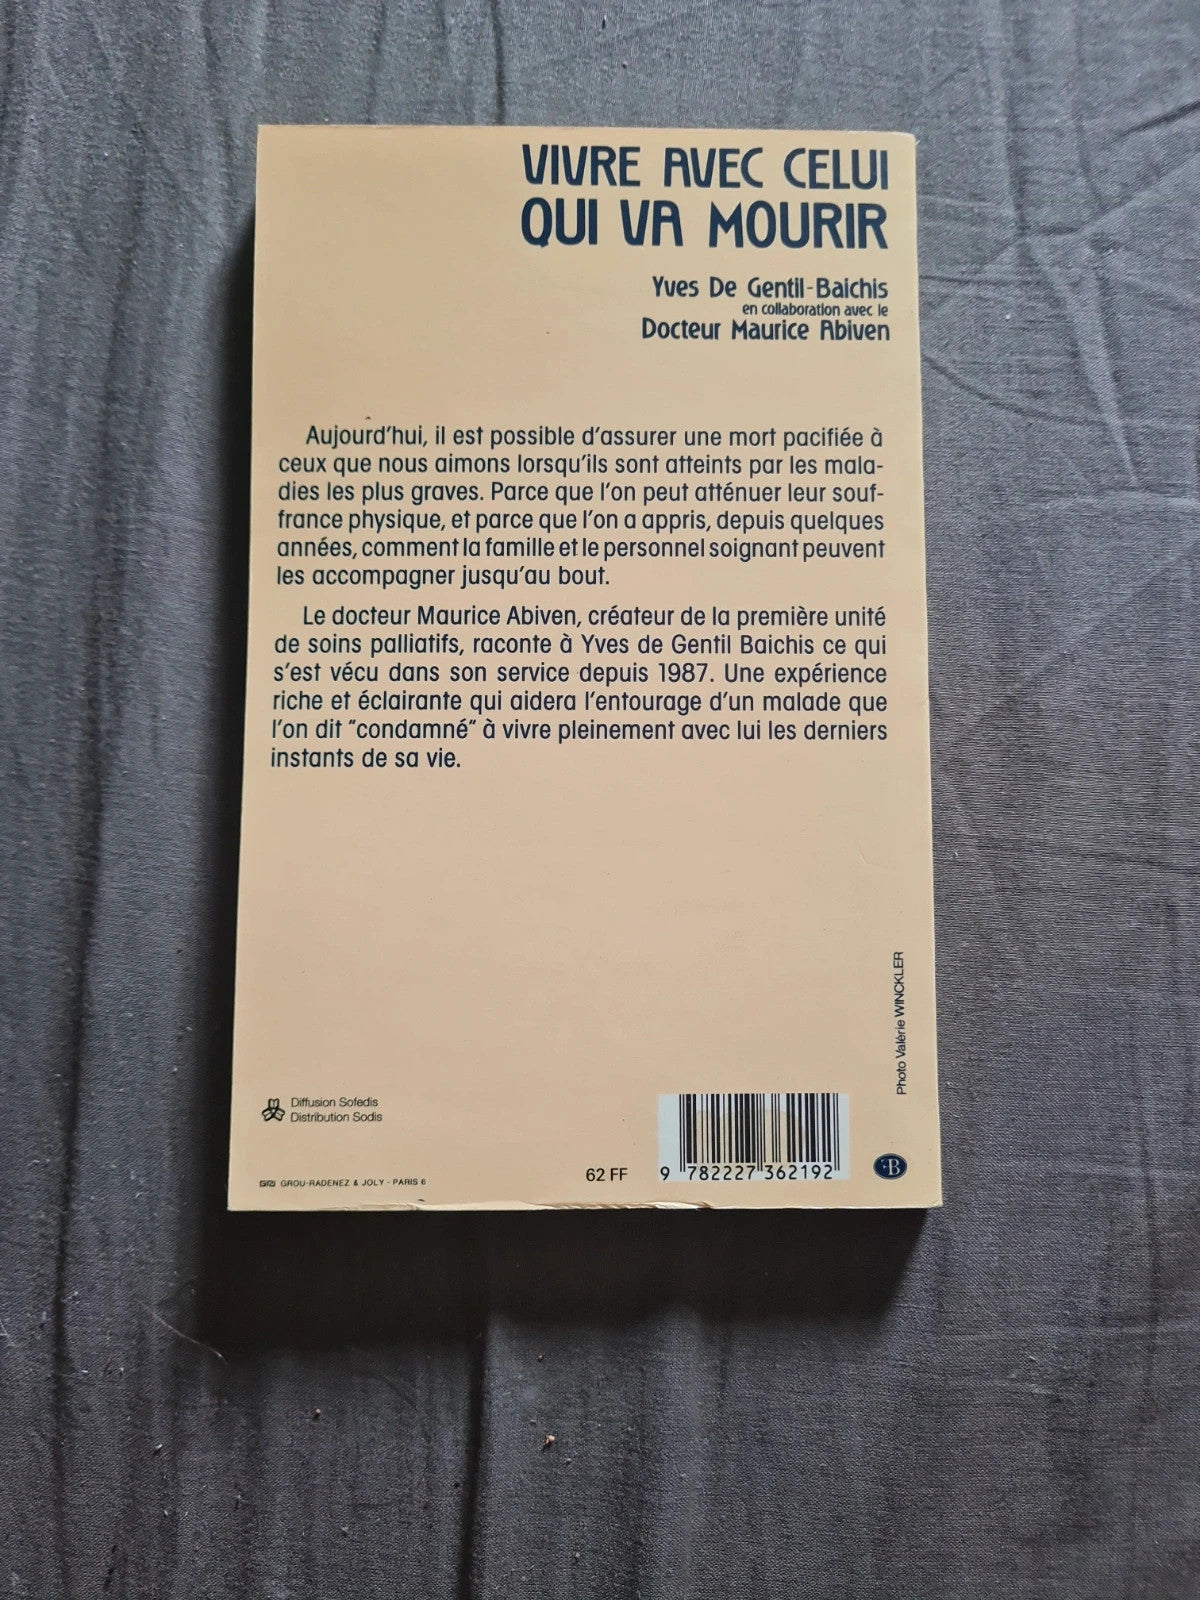 VIVRE AVEC CELUI
QUI VA MOURIR
Yves De Gentil-Baichis
en collaboration avec le
Docteur Maurice Abiven
Aujourd'hui, il est possible d'assurer une mort pacifiée à
ceux que nous aimons lorsqu'ils sont atteints par les mala-
dies les plus graves. Parce que l'on peut atténuer leur souf-
france physique, et parce que l'on a appris, depuis quelques
années, comment la famille et le personnel soignant peuvent
les accompagner jusqu'au bout.
Le docteur Maurice Abiven, créateur de la première unité
de soins palliatifs, raconte à Yves de Gentil Baichis ce qui
s'est vécu dans son service depuis 1987. Une expérience
riche et éclairante qui aidera l'entourage d'un malade que
l'on dit "condamné" à vivre pleinement avec lui les derniers
instants de sa vie.
Photo Valérie WINCKLER
Diffusion Sofedis
Distribution Sodis
GROU-RADENEZ & JOLY - PARIS 6
62 FF
9 782227 362192
B